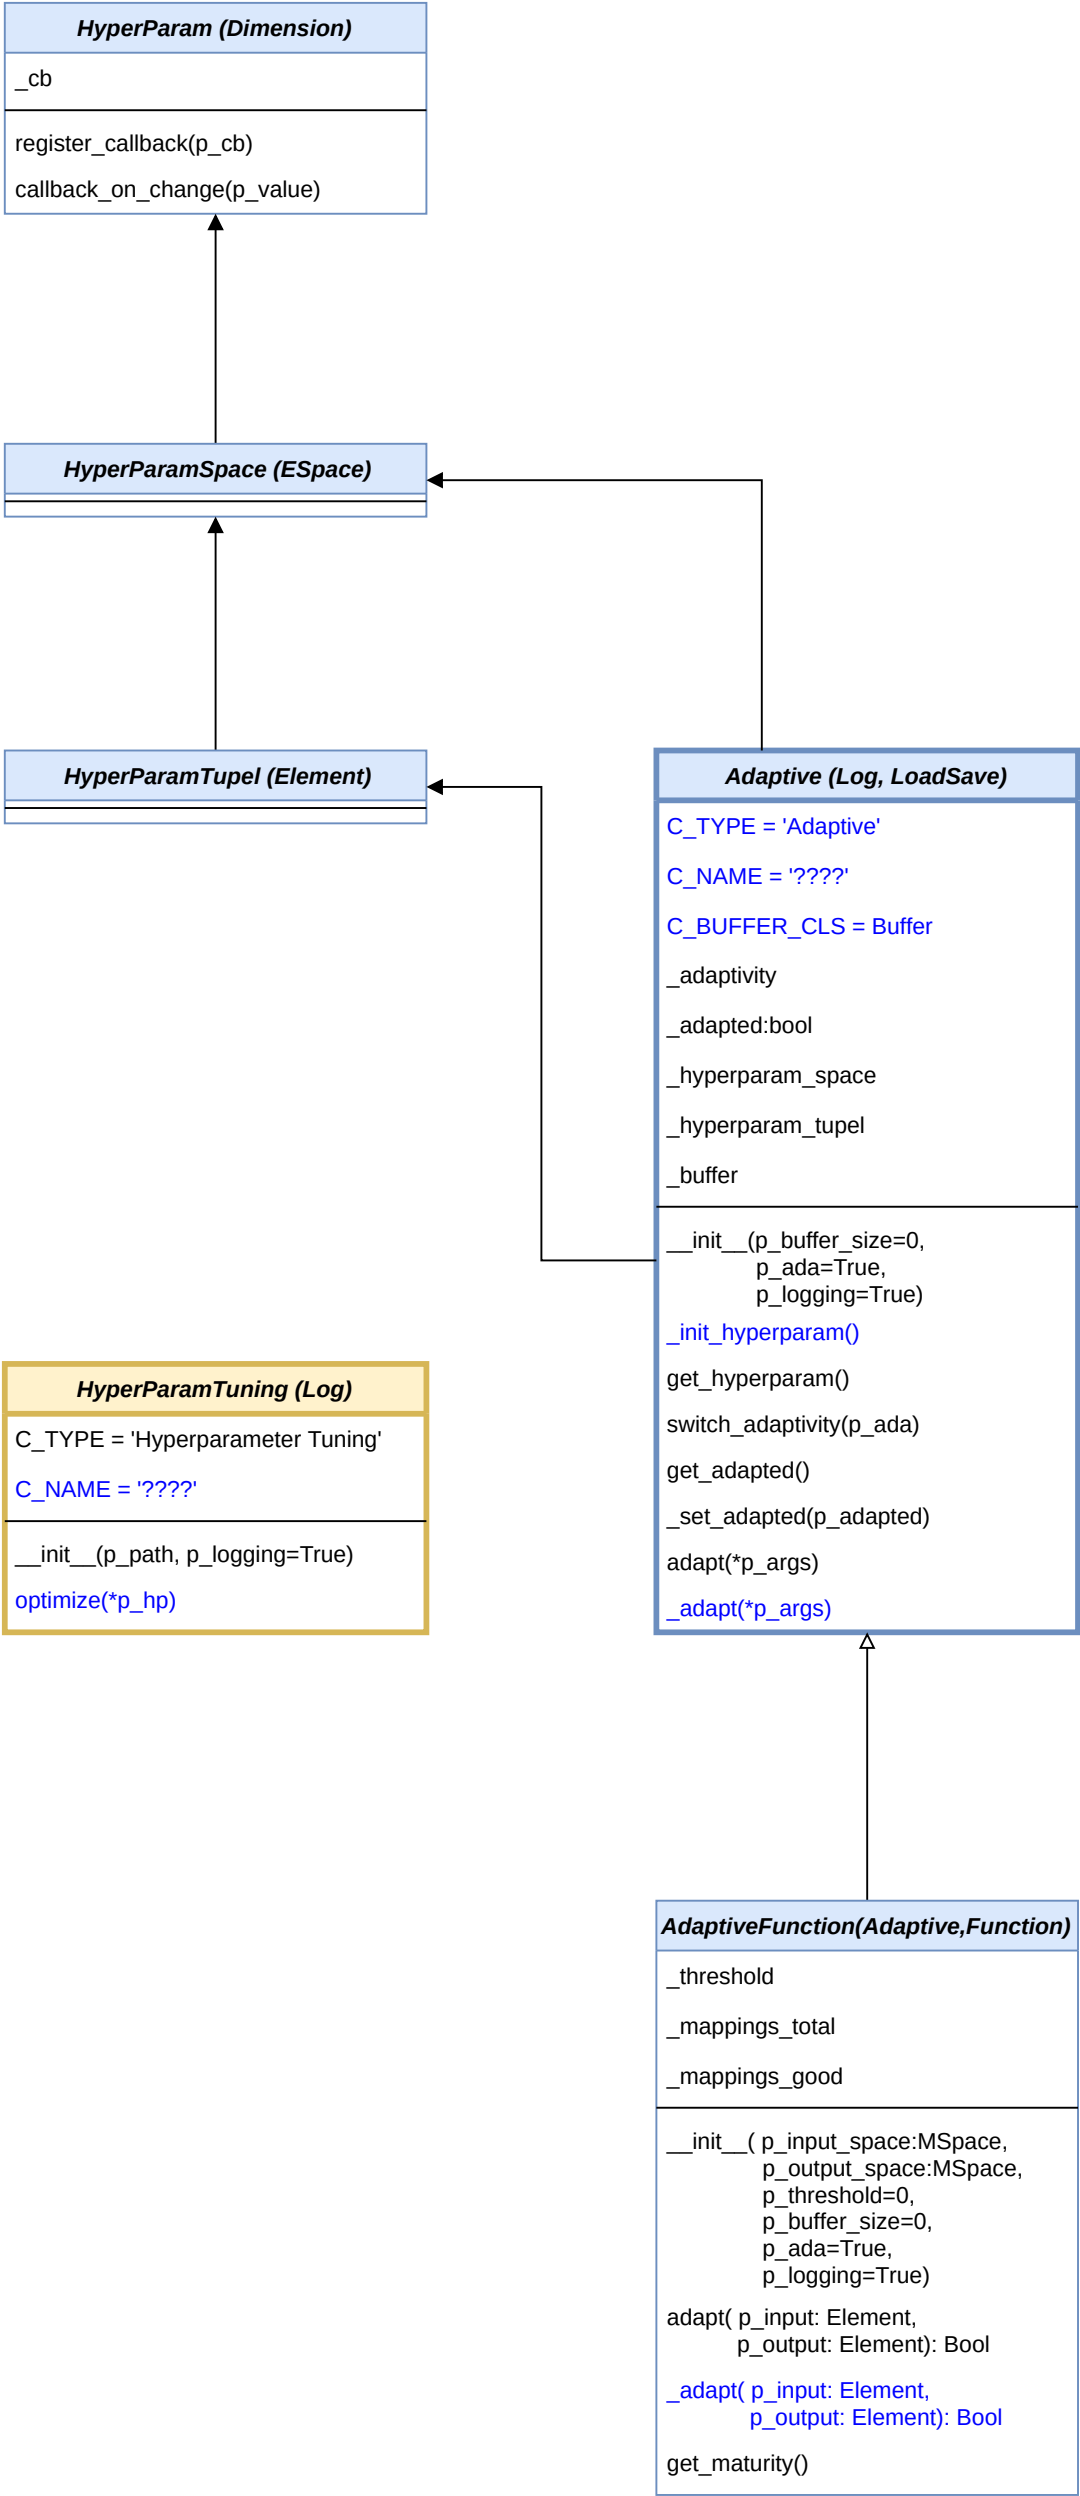 HyperParam (Dimension)
_cb
register_callback(p_cb)
callback_on_change(p_value)
HyperParamSpace (ESpace)
HyperParamTupel (Element)
Adaptive (Log, LoadSave)
C_TYPE = 'Adaptive'
C_NAME = '????'
C_BUFFER_CLS = Buffer
_adaptivity
_adapted:bool
_hyperparam_space
_hyperparam_tupel
_buffer
__init__(p_buffer_size=0,
p_ada=True,
p_logging=True)
_init_hyperparam()
get_hyperparam()
switch_adaptivity(p_ada)
get_adapted()
_set_adapted(p_adapted)
adapt(*p_args)
_adapt(*p_args)
HyperParamTuning (Log)
C_TYPE = 'Hyperparameter Tuning'
C_NAME = '????'
__init__(p_path, p_logging=True)
optimize(*p_hp)
AdaptiveFunction(Adaptive,Function)
_threshold
_mappings_total
_mappings_good
__init__( p_input_space:MSpace,
p_output_space:MSpace,
p_threshold=0,
p_buffer_size=0,
p_ada=True,
p_logging=True)
adapt( p_input: Element,
p_output: Element): Bool
_adapt( p_input: Element,
p_output: Element): Bool
get_maturity()